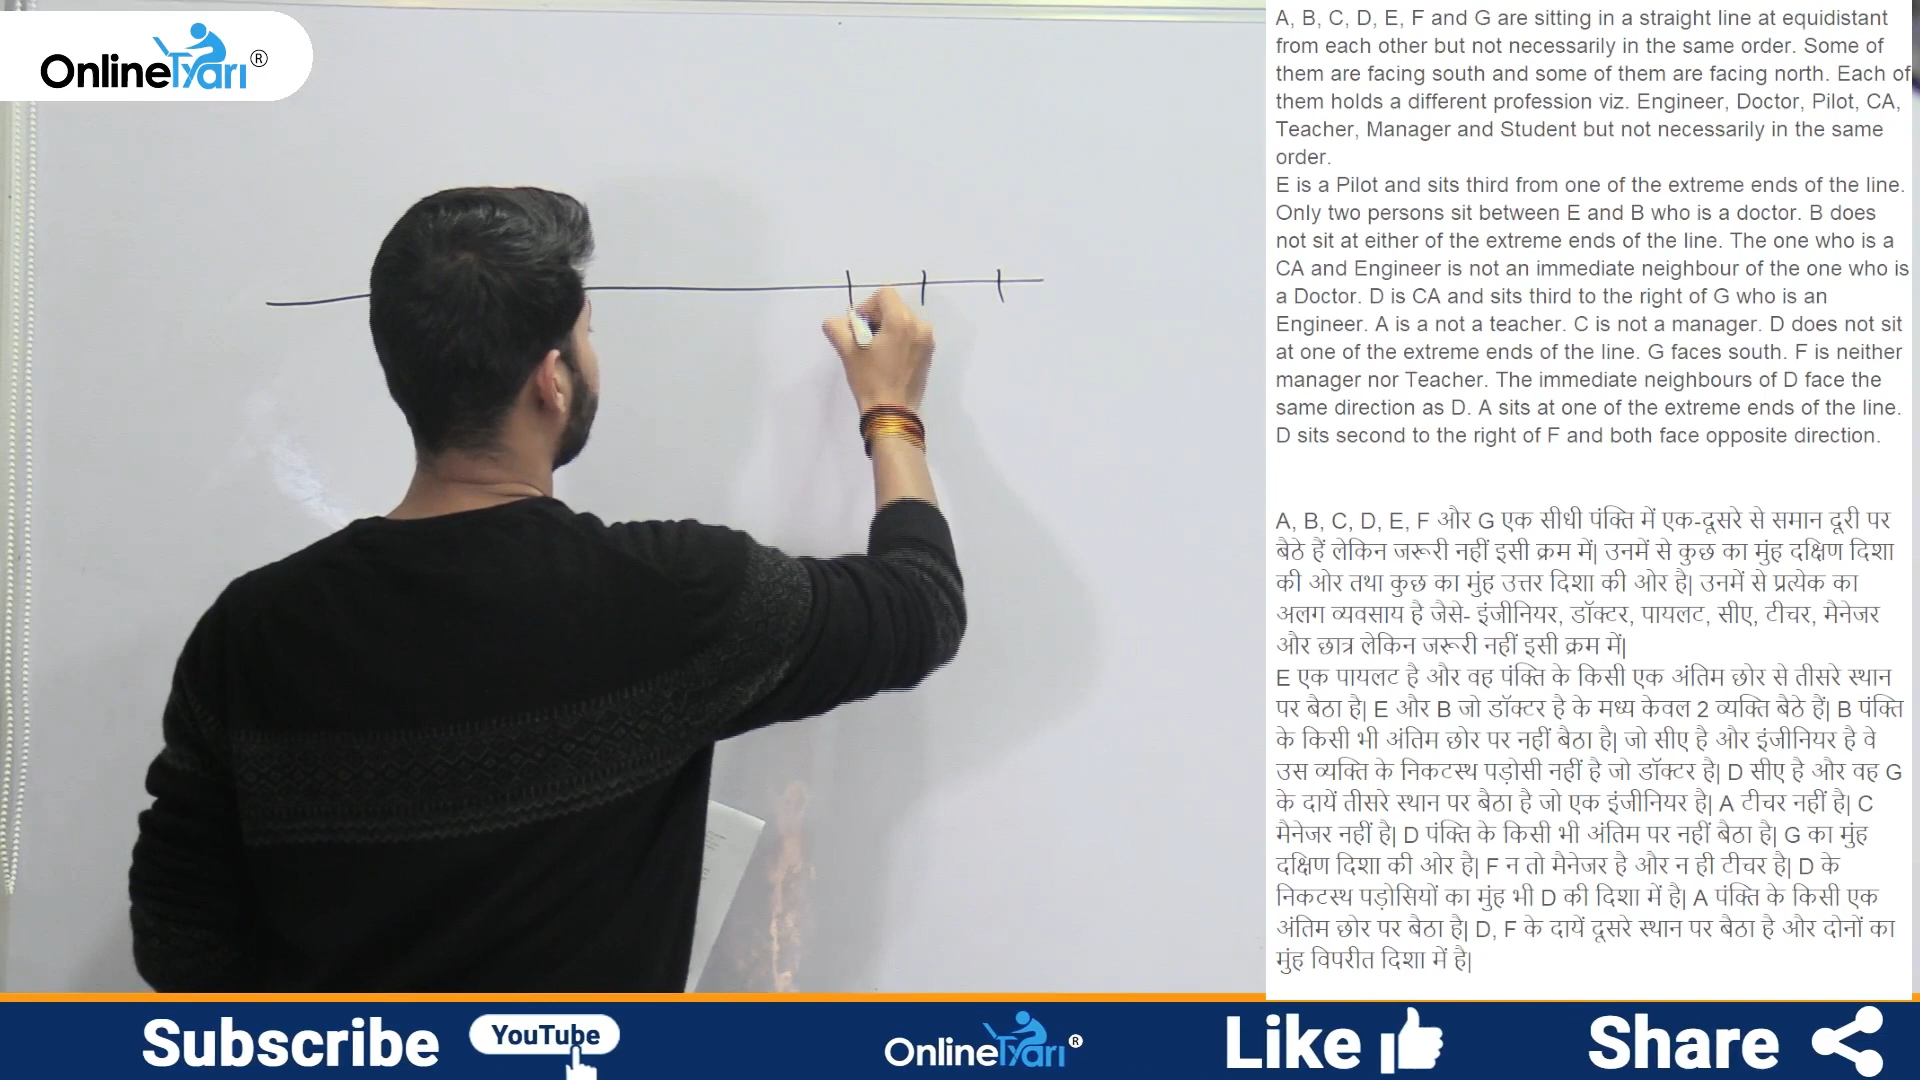 OnlineTyari®
A, B, C, D, E, F and G are sitting in a straight line at equidistant
from each other but not necessarily in the same order. Some of
them are facing south and some of them are facing north. Each of
them holds a different profession viz. Engineer, Doctor, Pilot, CA,
Teacher, Manager and Student but not necessarily in the same
order.
E is a Pilot and sits third from one of the extreme ends of the line.
Only two persons sit between E and B who is a doctor. B does
not sit at either of the extreme ends of the line. The one who is a
CA and Engineer is not an immediate neighbour of the one who is
a Doctor. D is CA and sits third to the right of G who is an
Engineer. A is a not a teacher. C is not a manager. D does not sit
at one of the extreme ends of the line. G faces south. F is neither
manager nor Teacher. The immediate neighbours of D face the
same direction as D. A sits at one of the extreme ends of the line.
D sits second to the right of F and both face opposite direction.
A, B, C, D, E, F और G एक सीधी पंक्ति में एक-दूसरे से समान दूरी पर
बैठे हैं लेकिन जरूरी नहीं इसी क्रम में| उनमें से कुछ का मुंह दक्षिण दिशा
की ओर तथा कुछ का मुंह उत्तर दिशा की ओर है| उनमें से प्रत्येक का
अलग व्यवसाय है जैसे- इंजीनियर, डॉक्टर, पायलट, सीए, टीचर, मैनेजर
और छात्र लेकिन जरूरी नहीं इसी क्रम में|
E एक पायलट है और वह पंक्ति के किसी एक अंतिम छोर से तीसरे स्थान
पर बैठा है| E और B जो डॉक्टर है के मध्य केवल 2 व्यक्ति बैठे हैं| B पंक्ति
के किसी भी अंतिम छोर पर नहीं बैठा है| जो सीए है और इंजीनियर है वे
उस व्यक्ति के निकटस्थ पड़ोसी नहीं है जो डॉक्टर है| D सीए है और वह G
के दायें तीसरे स्थान पर बैठा है जो एक इंजीनियर है| A टीचर नहीं है| C
मैनेजर नहीं है| D पंक्ति के किसी भी अंतिम पर नहीं बैठा है| G का मुंह
दक्षिण दिशा की ओर है| F न तो मैनेजर है और न ही टीचर है| D के
निकटस्थ पड़ोसियों का मुंह भी D की दिशा में है| A पंक्ति के किसी एक
अंतिम छोर पर बैठा है| D, F के दायें दूसरे स्थान पर बैठा है और दोनों का
मुंह विपरीत दिशा में है|
Subscribe YouTube OnlineTyari® Like Share